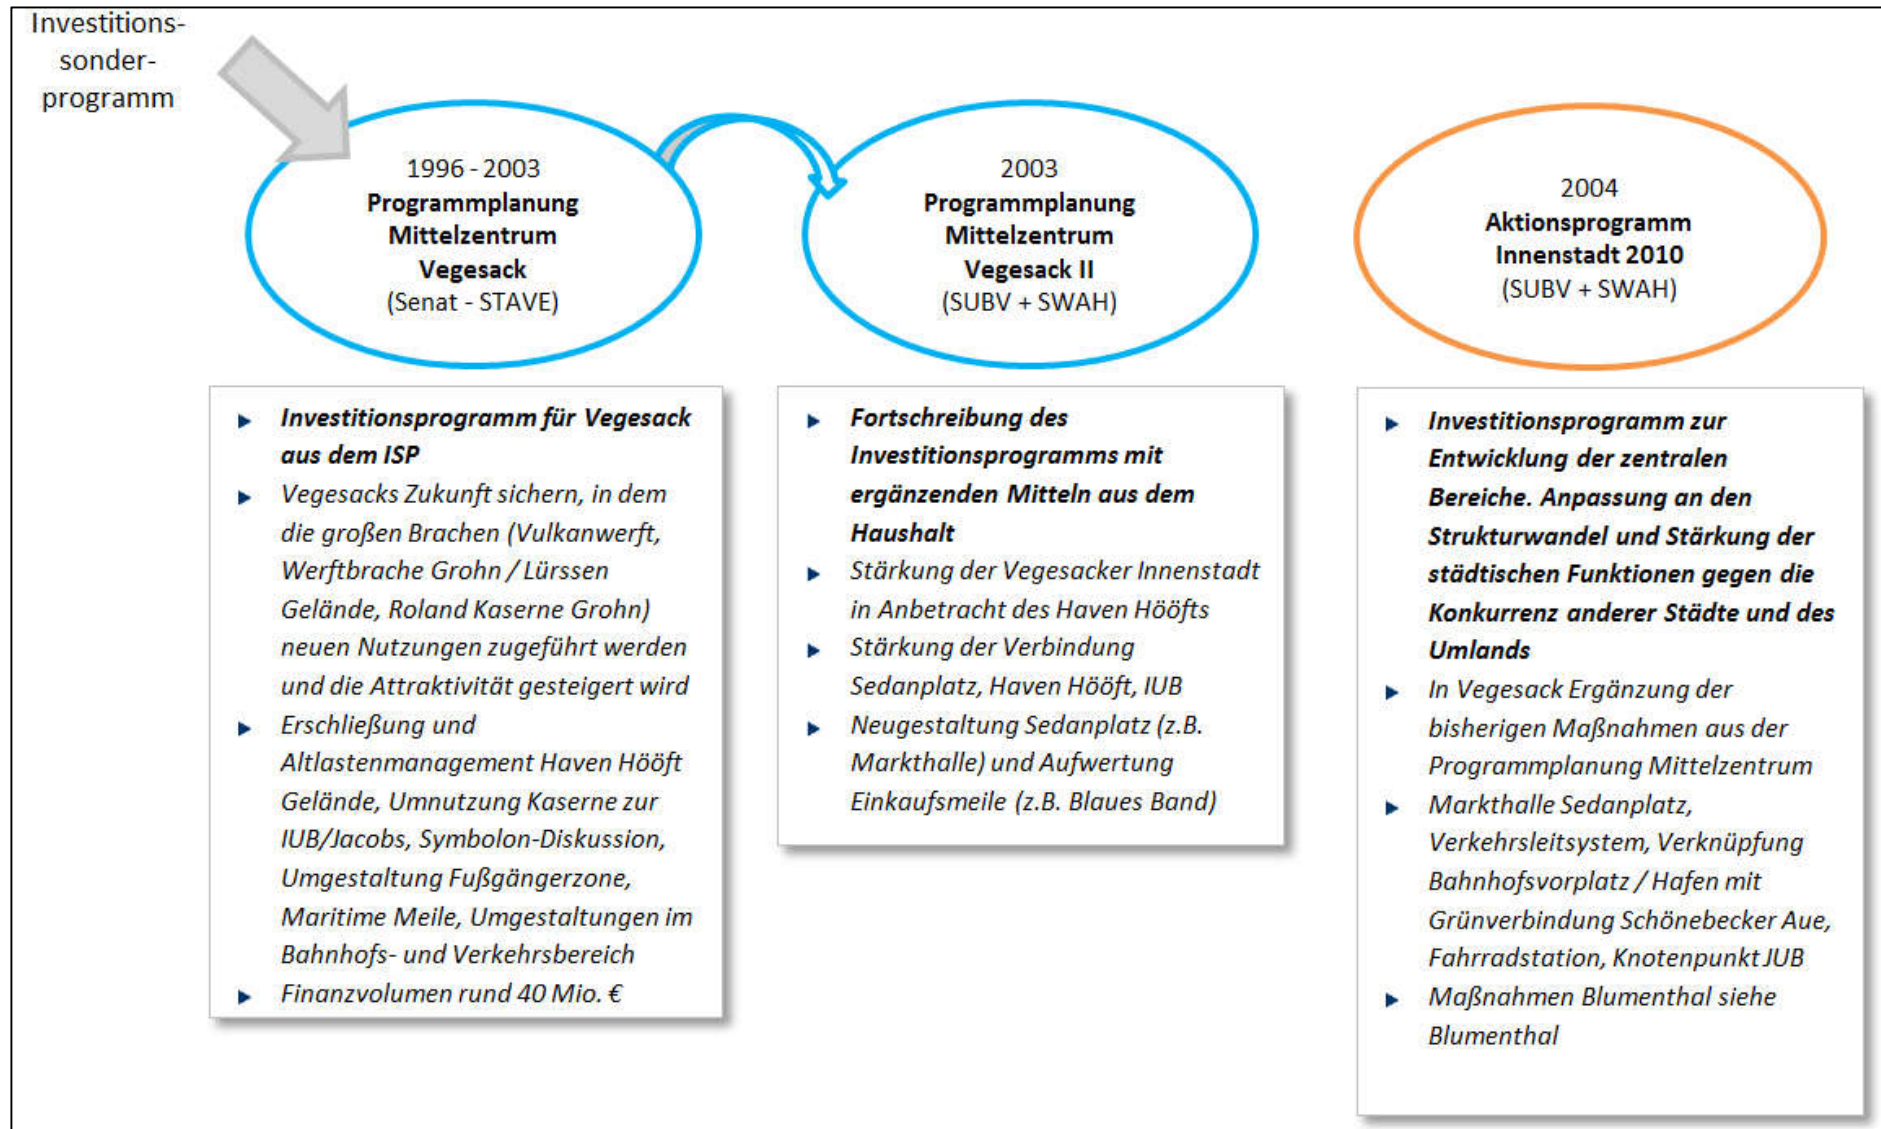 Investitions-
sonder-
programm
1996 - 2003
Programmplanung
Mittelzentrum
Vegesack
(Senat - STAVE)
2003
Programmplanung
Mittelzentrum
Vegesack II
(SUBV + SWAH)
2004
Aktionsprogramm
Innenstadt 2010
(SUBV + SWAH)
Investitionsprogramm für Vegesack
aus dem ISP
Vegesacks Zukunft sichern, in dem
die großen Brachen (Vulkanwerft,
Werftbrache Grohn / Lürssen
Gelände, Roland Kaserne Grohn)
neuen Nutzungen zugeführt werden
und die Attraktivität gesteigert wird
Erschließung und
Altlastenmanagement Haven Hööft
Gelände, Umnutzung Kaserne zur
IUB/Jacobs, Symbolon-Diskussion,
Umgestaltung Fußgängerzone,
Maritime Meile, Umgestaltungen im
Bahnhofs- und Verkehrsbereich
Finanzvolumen rund 40 Mio. €
Fortschreibung des
Investitionsprogramms mit
ergänzenden Mitteln aus dem
Haushalt
Stärkung der Vegesacker Innenstadt
in Anbetracht des Haven Hööfts
Stärkung der Verbindung
Sedanplatz, Haven Hööft, IUB
Neugestaltung Sedanplatz (z.B.
Markthalle) und Aufwertung
Einkaufsmeile (z.B. Blaues Band)
Investitionsprogramm zur
Entwicklung der zentralen
Bereiche. Anpassung an den
Strukturwandel und Stärkung der
städtischen Funktionen gegen die
Konkurrenz anderer Städte und des
Umlands
In Vegesack Ergänzung der
bisherigen Maßnahmen aus der
Programmplanung Mittelzentrum
Markthalle Sedanplatz,
Verkehrsleitsystem, Verknüpfung
Bahnhofsvorplatz / Hafen mit
Grünverbindung Schönebecker Aue,
Fahrradstation, Knotenpunkt JUB
Maßnahmen Blumenthal siehe
Blumenthal